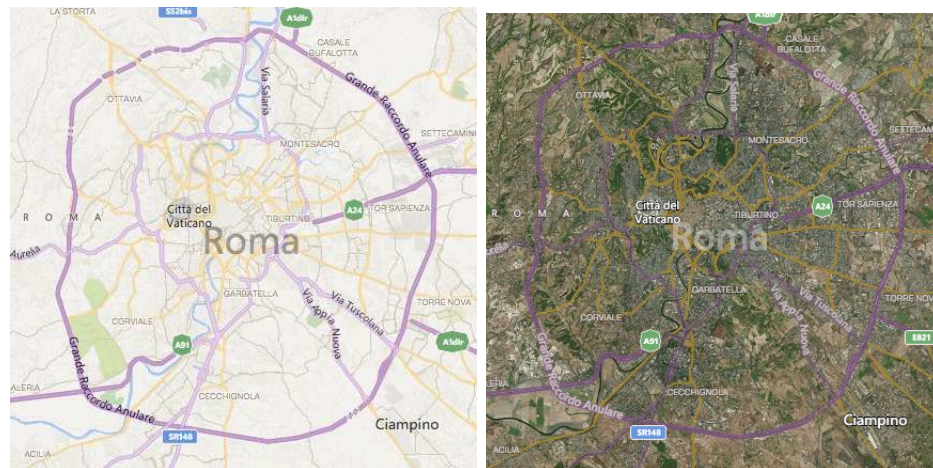 LA STORTA
SS2bis
A1dir
CASALE
BUFALOTTA
OTTAVIA
Via Salaria
Grande Raccordo Anulare
SETTECAMINI
MONTESACRO
A24
TOR SAPIENZA
ROMA
Città del
Vaticano
TIBURTINO
Roma
Aurelia
GARBATELLA
Via Tuscolana
Via Appia Nuova
TORRE NOVA
CORVIALE
A91
A1dir
Grande Raccordo Anulare
ALERIA
CECCHIGNOLA
Ciampino
SR148
ACILIA
A1dir
CASALE
BUFALOTTA
OTTAVIA
Via Salaria
Grande Raccordo Anulare
SETTECAMI
MONTESACRO
A24
TOR SAPIENZA
ROMA
Città del
Vaticano
TIBURTINO
Roma
GARBATELLA
Via Tuscolana
Via Appia Nuova
TORRE NOV
CORVIALE
A91
E821
ALERIA
Grande Raccordo Anulare
CECCHIGNOLA
Ciampino
SR148
ACILIA